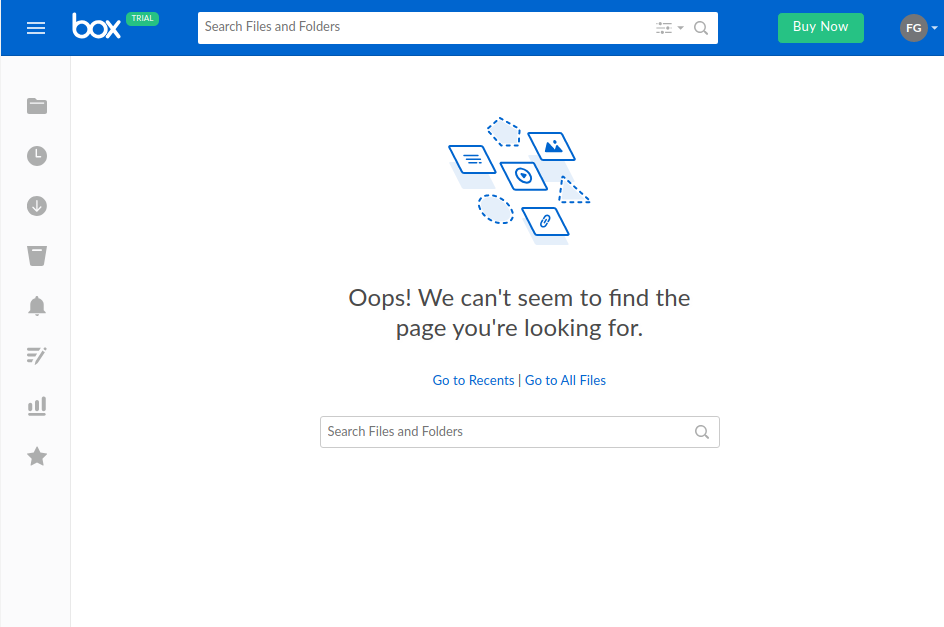 box TRIAL
Search Files and Folders
Buy Now
FG
Oops! We can't seem to find the
page you're looking for.
Go to Recents | Go to All Files
Search Files and Folders